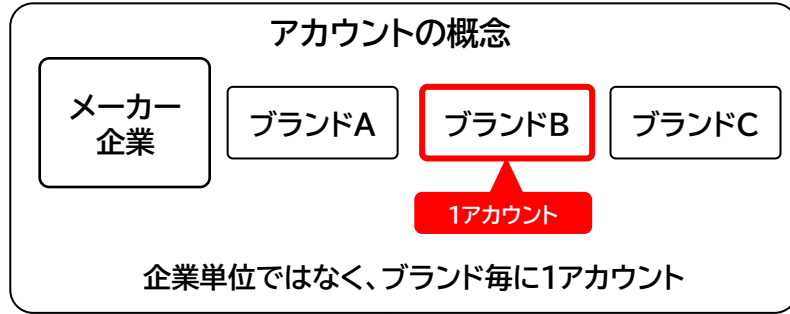 アカウントの概念
メーカー
企業
ブランドA
ブランドB
ブランドC
1アカウント
企業単位ではなく、ブランド毎に1アカウント